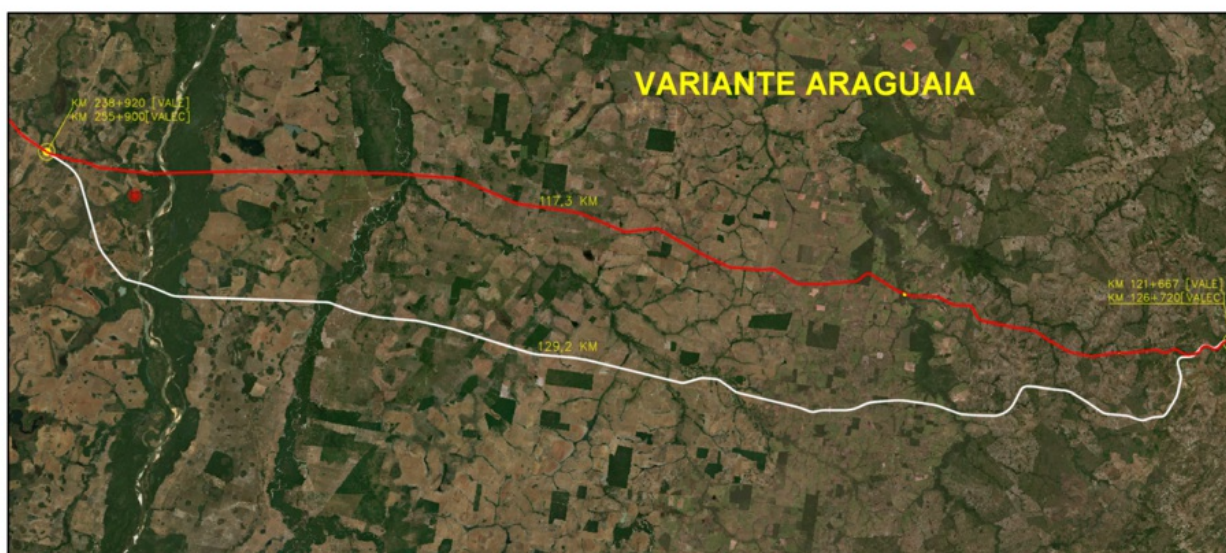 VARIANTE ARAGUAIA
KM 238+920 [VALE]
KM 255+900[VALEC]
117,3 KM
KM 121+667 [VALE]
KM 126+720[VALEC]
129,2 KM